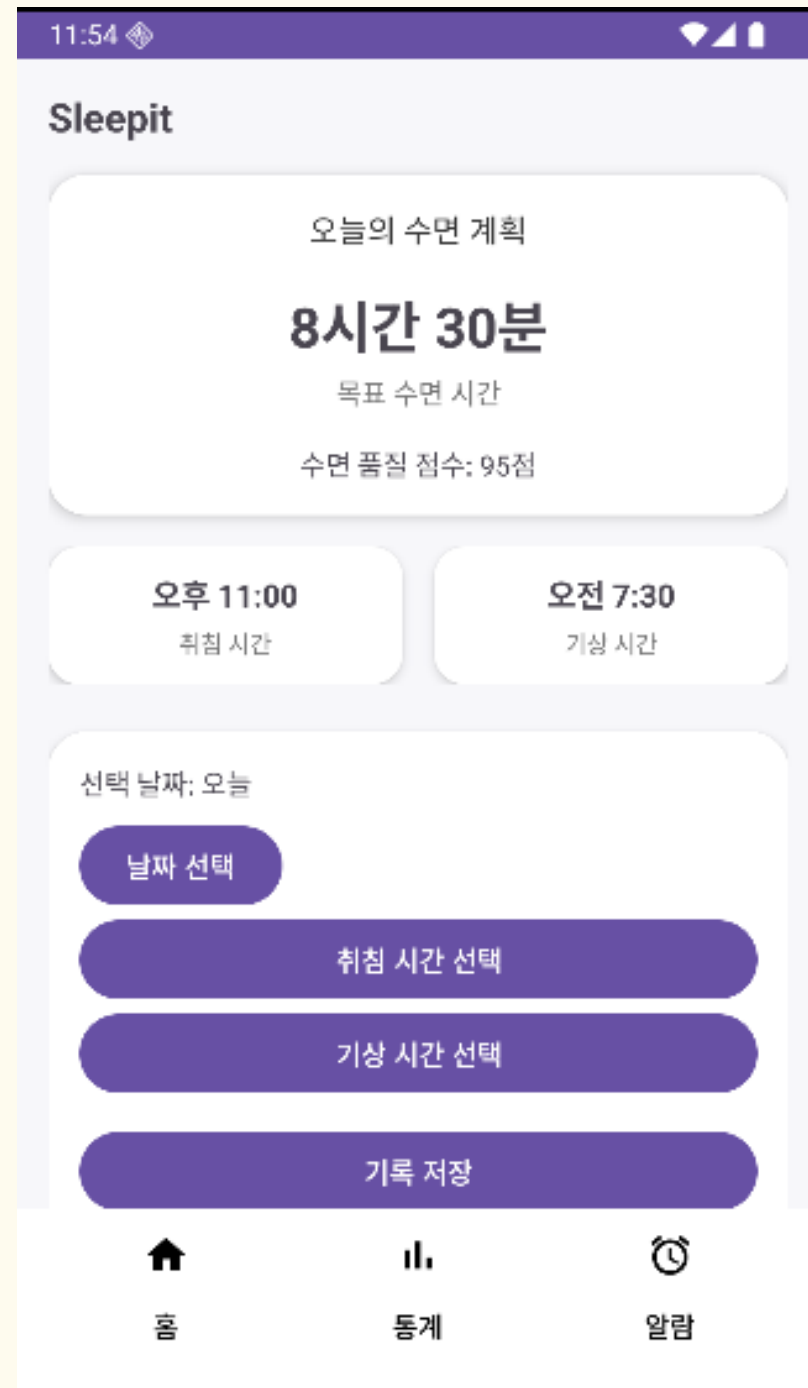 11:54
Sleepit
오늘의 수면 계획
8시간 30분
목표 수면 시간
수면 품질 점수: 95점
오후 11:00
취침 시간
오전 7:30
기상 시간
선택 날짜: 오늘
날짜 선택
취침 시간 선택
기상 시간 선택
기록 저장
홈
통계
알람